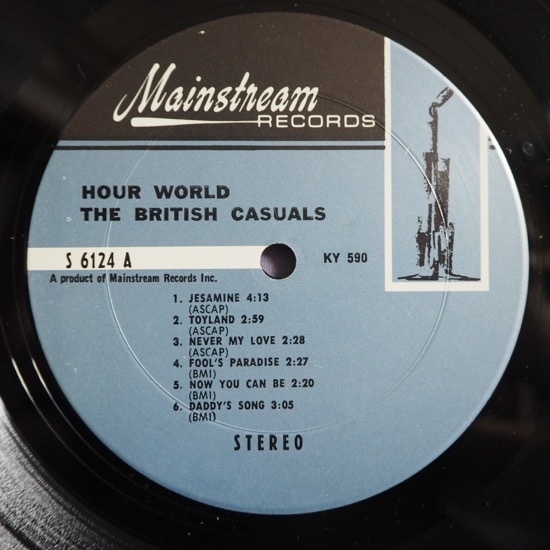 Mainstream
RECORDS
HOUR WORLD
THE BRITISH CASUALS
S 6124 A
KY 590
A product of Mainstream Records Inc.
1. JESAMINE 4:13
(ASCAP)
2. TOYLAND 2:59
(ASCAP)
3. NEVER MY LOVE 2:28
(ASCAP)
4. FOOL'S PARADISE 2:27
(BMI)
5. NOW YOU CAN BE 2:20
(BMI)
6. DADDY'S SONG 3:05
(BMI)
STEREO